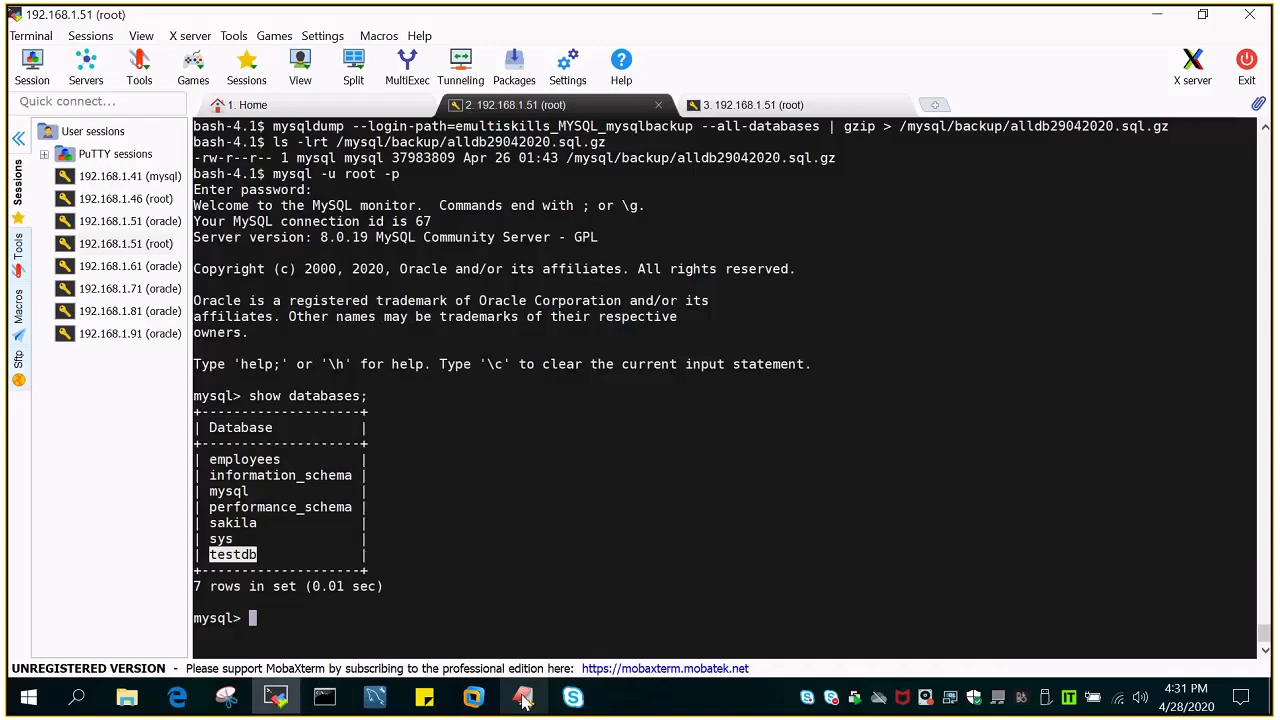 192.168.1.51 (root)
Terminal Sessions View X server Tools Games Settings Macros Help
Session Servers Tools Games Sessions View Split MultiExec Tunneling Packages Settings Help X server Exit
Quick connect...
1. Home
2. 192.168.1.51 (root)
3. 192.168.1.51 (root)
Sessions
Tools
Macros
Sftp
User sessions
PuTTY sessions
192.168.1.41 (mysql)
192.168.1.46 (root)
192.168.1.51 (oracle)
192.168.1.51 (root)
192.168.1.61 (oracle)
192.168.1.71 (oracle)
192.168.1.81 (oracle)
192.168.1.91 (oracle)
bash-4.1$ mysqldump --login-path=emultiskills_MYSQL_mysqlbackup --all-databases | gzip > /mysql/backup/alldb29042020.sql.gz
bash-4.1$ ls -lrt /mysql/backup/alldb29042020.sql.gz
-rw-r--r-- 1 mysql mysql 37983809 Apr 26 01:43 /mysql/backup/alldb29042020.sql.gz
bash-4.1$ mysql -u root -p
Enter password:
Welcome to the MySQL monitor.  Commands end with ; or \g.
Your MySQL connection id is 67
Server version: 8.0.19 MySQL Community Server - GPL
Copyright (c) 2000, 2020, Oracle and/or its affiliates. All rights reserved.
Oracle is a registered trademark of Oracle Corporation and/or its
affiliates. Other names may be trademarks of their respective
owners.
Type 'help;' or '\h' for help. Type '\c' to clear the current input statement.
mysql> show databases;
+--------------------+
| Database           |
+--------------------+
| employees          |
| information_schema |
| mysql              |
| performance_schema |
| sakila             |
| sys                |
| testdb             |
+--------------------+
7 rows in set (0.01 sec)
mysql>
UNREGISTERED VERSION - Please support MobaXterm by subscribing to the professional edition here: https://mobaxterm.mobatek.net
4:31 PM
4/28/2020